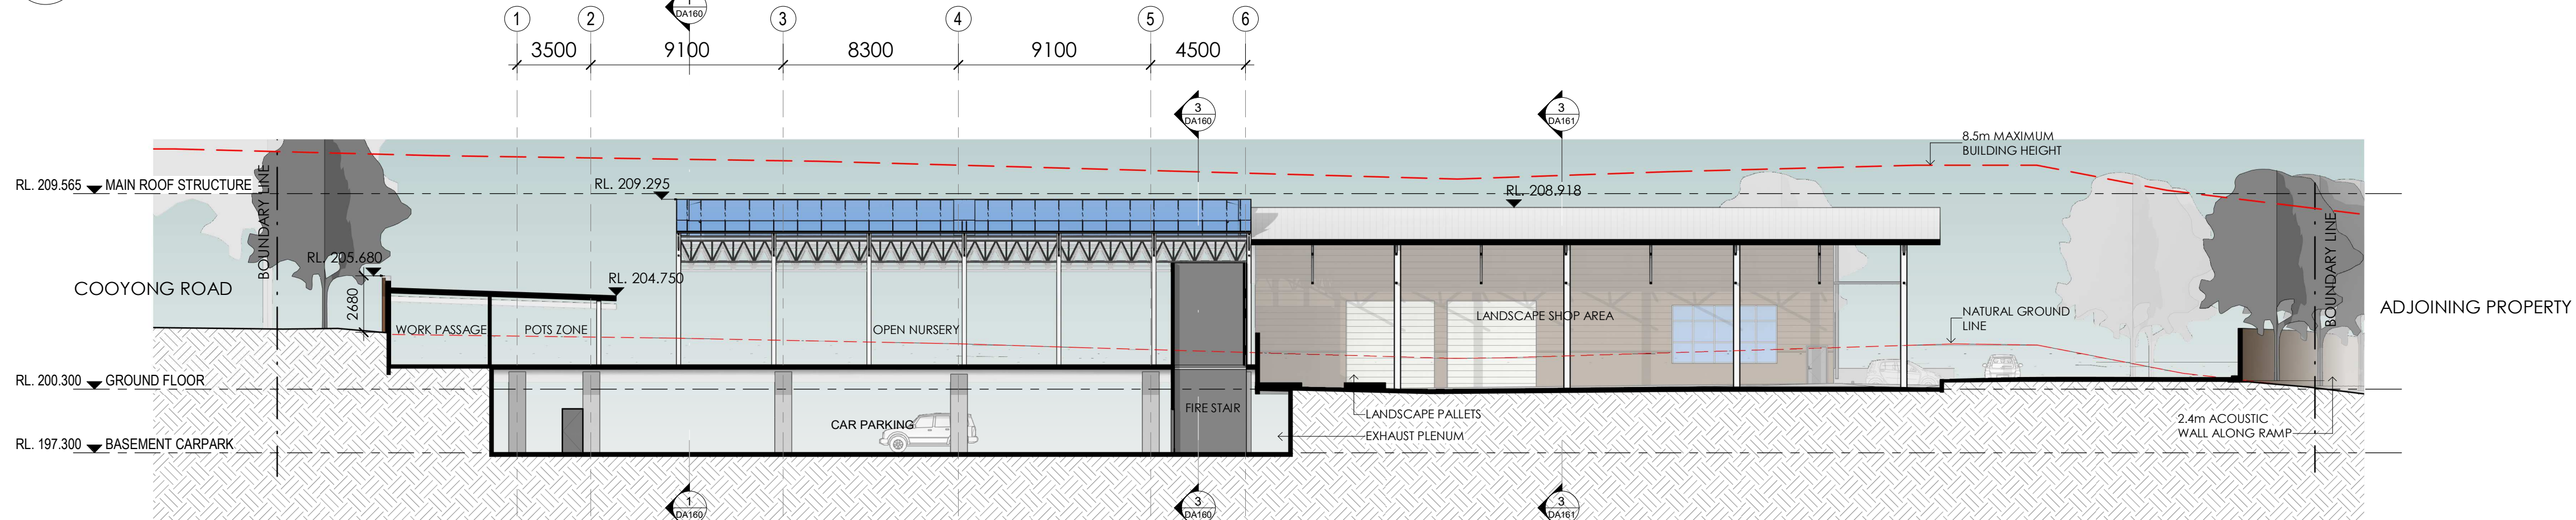 1
2
1
DA160
3
4
5
6
3500
9100
8300
9100
4500
3
DA160
3
DA161
8.5m MAXIMUM
BUILDING HEIGHT
RL. 209.565 MAIN ROOF STRUCTURE
RL. 209.295
RL. 208.918
BOUNDARY LINE
BOUNDARY LINE
RL. 205.680
RL. 204.750
COOYONG ROAD
2680
WORK PASSAGE
POTS ZONE
OPEN NURSERY
LANDSCAPE SHOP AREA
NATURAL GROUND
LINE
ADJOINING PROPERTY
RL. 200.300 GROUND FLOOR
FIRE STAIR
LANDSCAPE PALLETS
CAR PARKING
EXHAUST PLENUM
2.4m ACOUSTIC
WALL ALONG RAMP
RL. 197.300 BASEMENT CARPARK
1
DA160
3
DA160
3
DA161